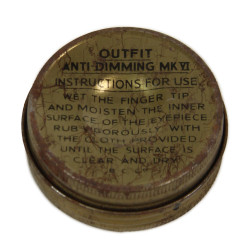 OUTFIT
ANTI-DIMMING MK VI
INSTRUCTIONS FOR USE
WET THE FINGER TIP
AND MOISTEN THE INNER
SURFACE OF THE EYEPIECE
RUB VIGOROUSLY WITH
THE CLOTH PROVIDED
UNTIL THE SURFACE IS
CLEAR AND DRY